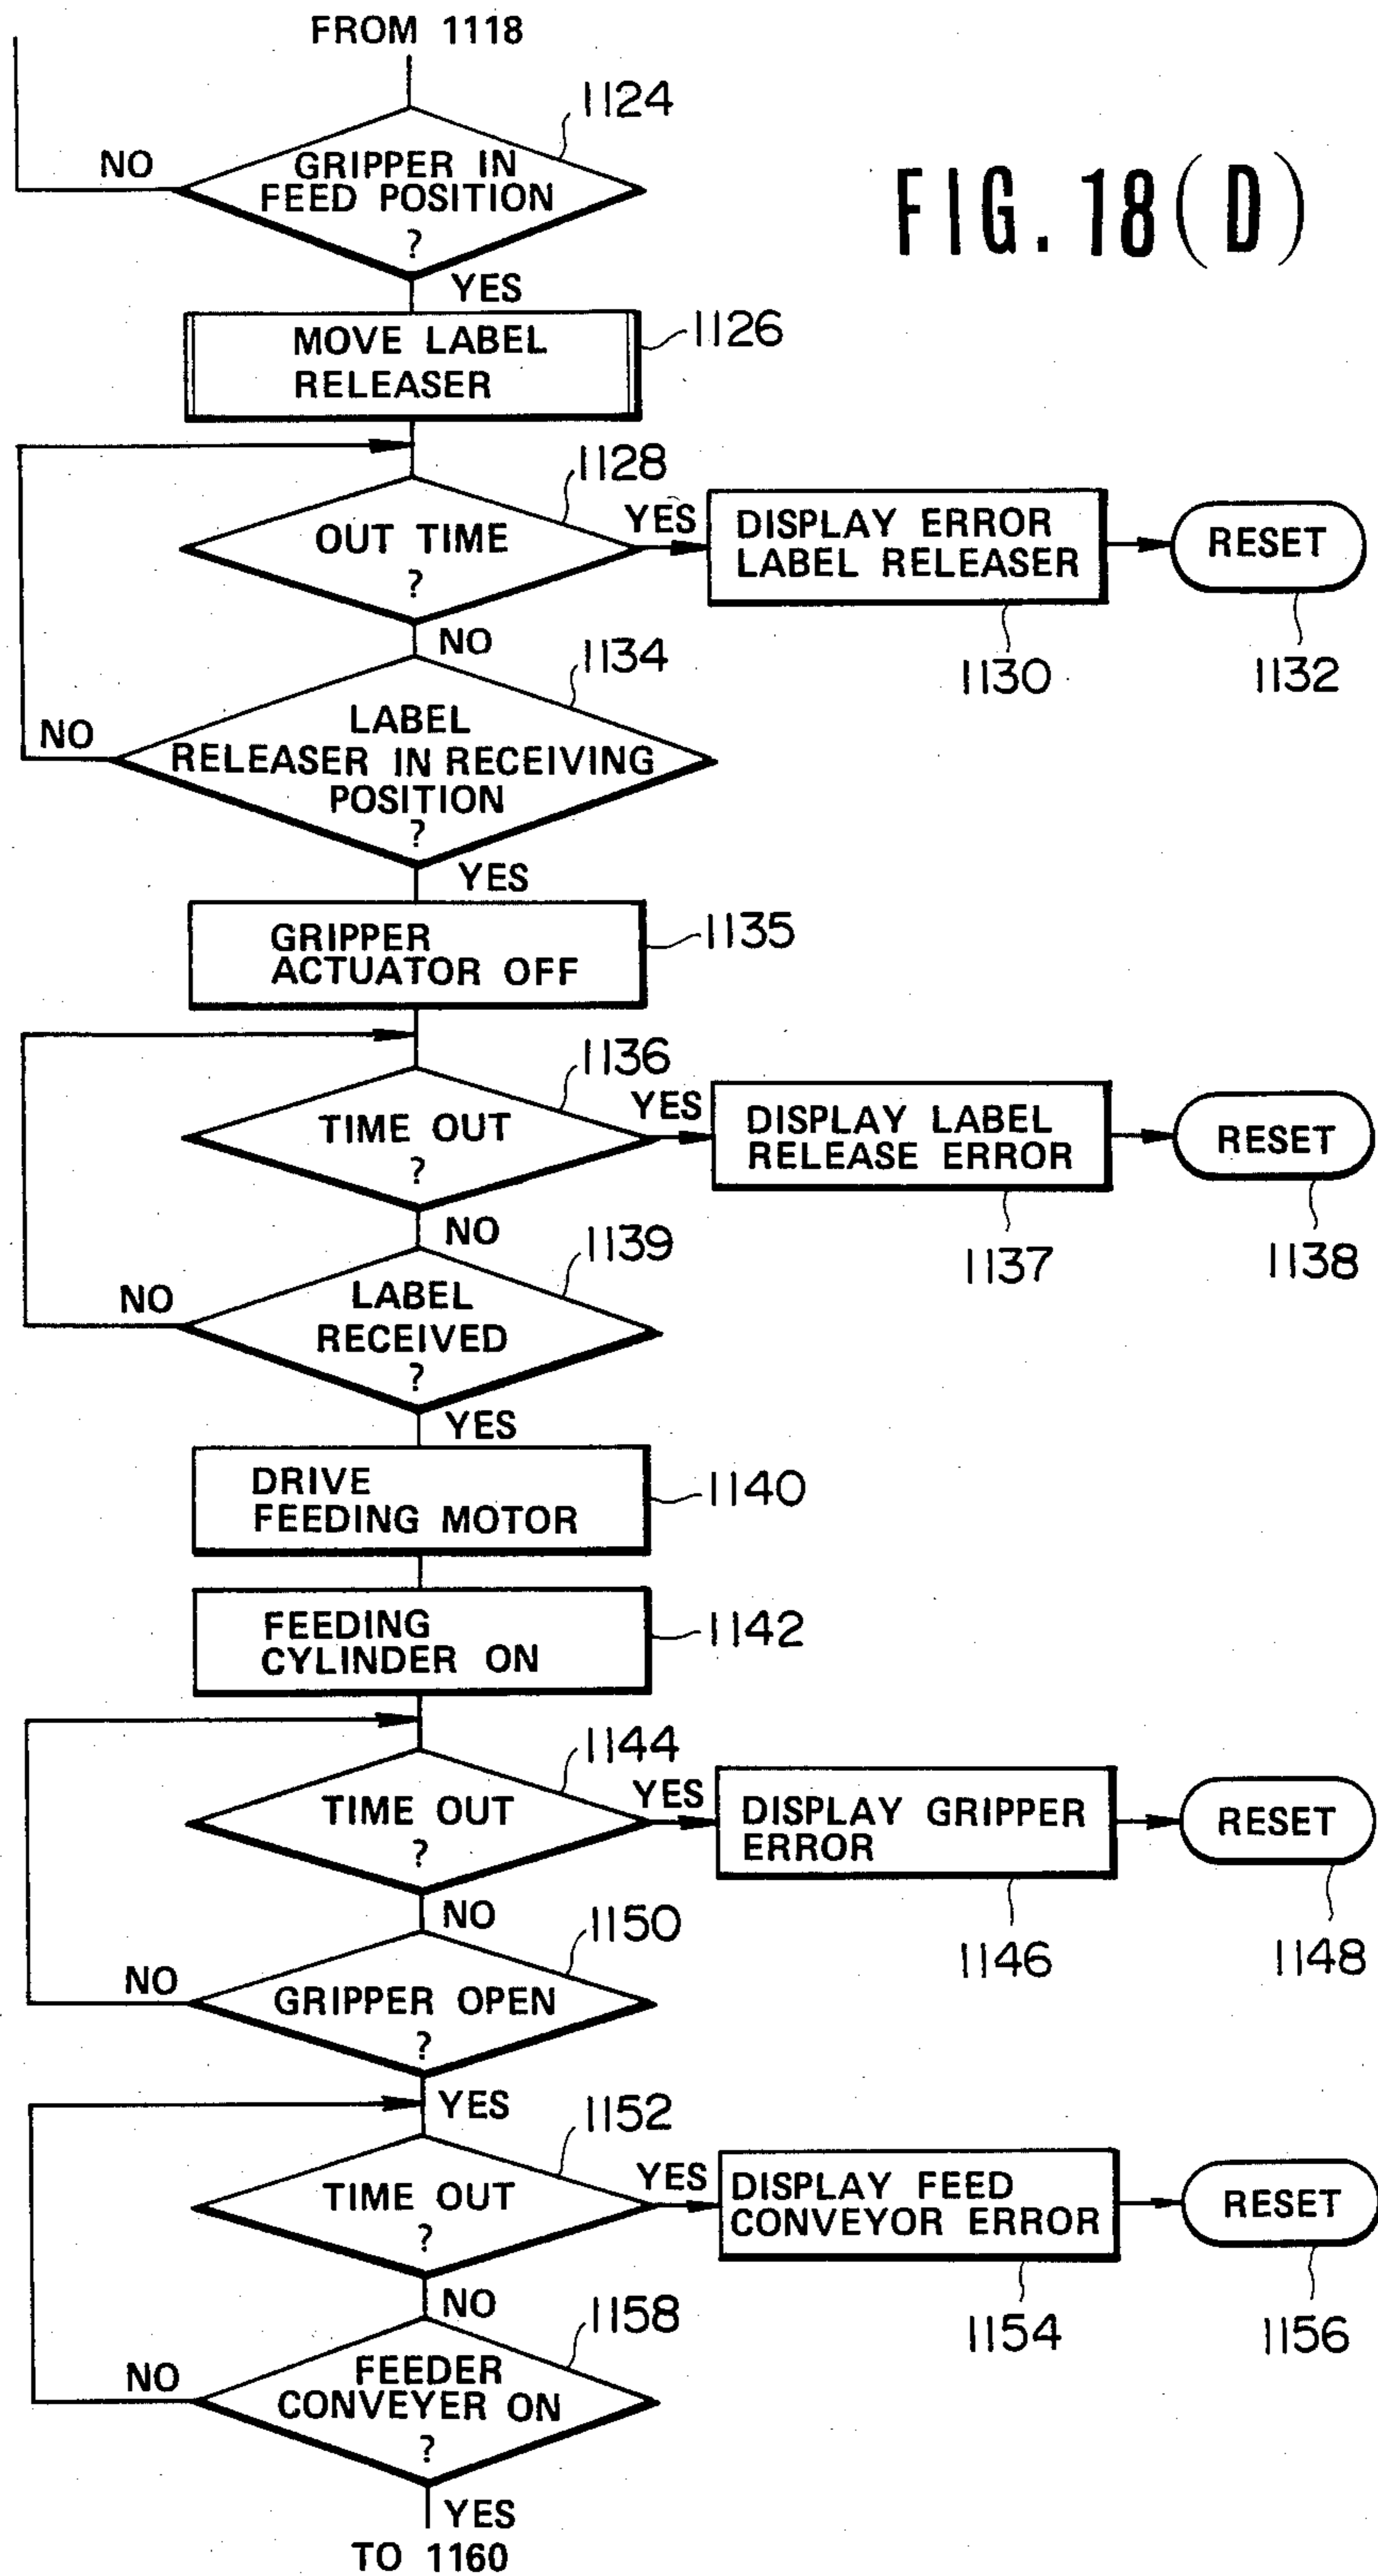 FROM 1118
1124
FIG. 18(D)
NO
GRIPPER IN
FEED POSITION
?
YES
MOVE LABEL
RELEASER
1126
1128
OUT TIME
?
YES
DISPLAY ERROR
LABEL RELEASER
RESET
1130
1132
NO
1134
NO
LABEL
RELEASER IN RECEIVING
POSITION
?
YES
GRIPPER
ACTUATOR OFF
1135
1136
TIME OUT
?
YES
DISPLAY LABEL
RELEASE ERROR
RESET
1137
1138
NO
1139
NO
LABEL
RECEIVED
?
YES
DRIVE
FEEDING MOTOR
1140
FEEDING
CYLINDER ON
1142
1144
TIME OUT
?
YES
DISPLAY GRIPPER
ERROR
RESET
1146
1148
NO
1150
NO
GRIPPER OPEN
?
YES
1152
TIME OUT
?
YES
DISPLAY FEED
CONVEYOR ERROR
RESET
1154
1156
NO
1158
NO
FEEDER
CONVEYER ON
?
YES
TO 1160